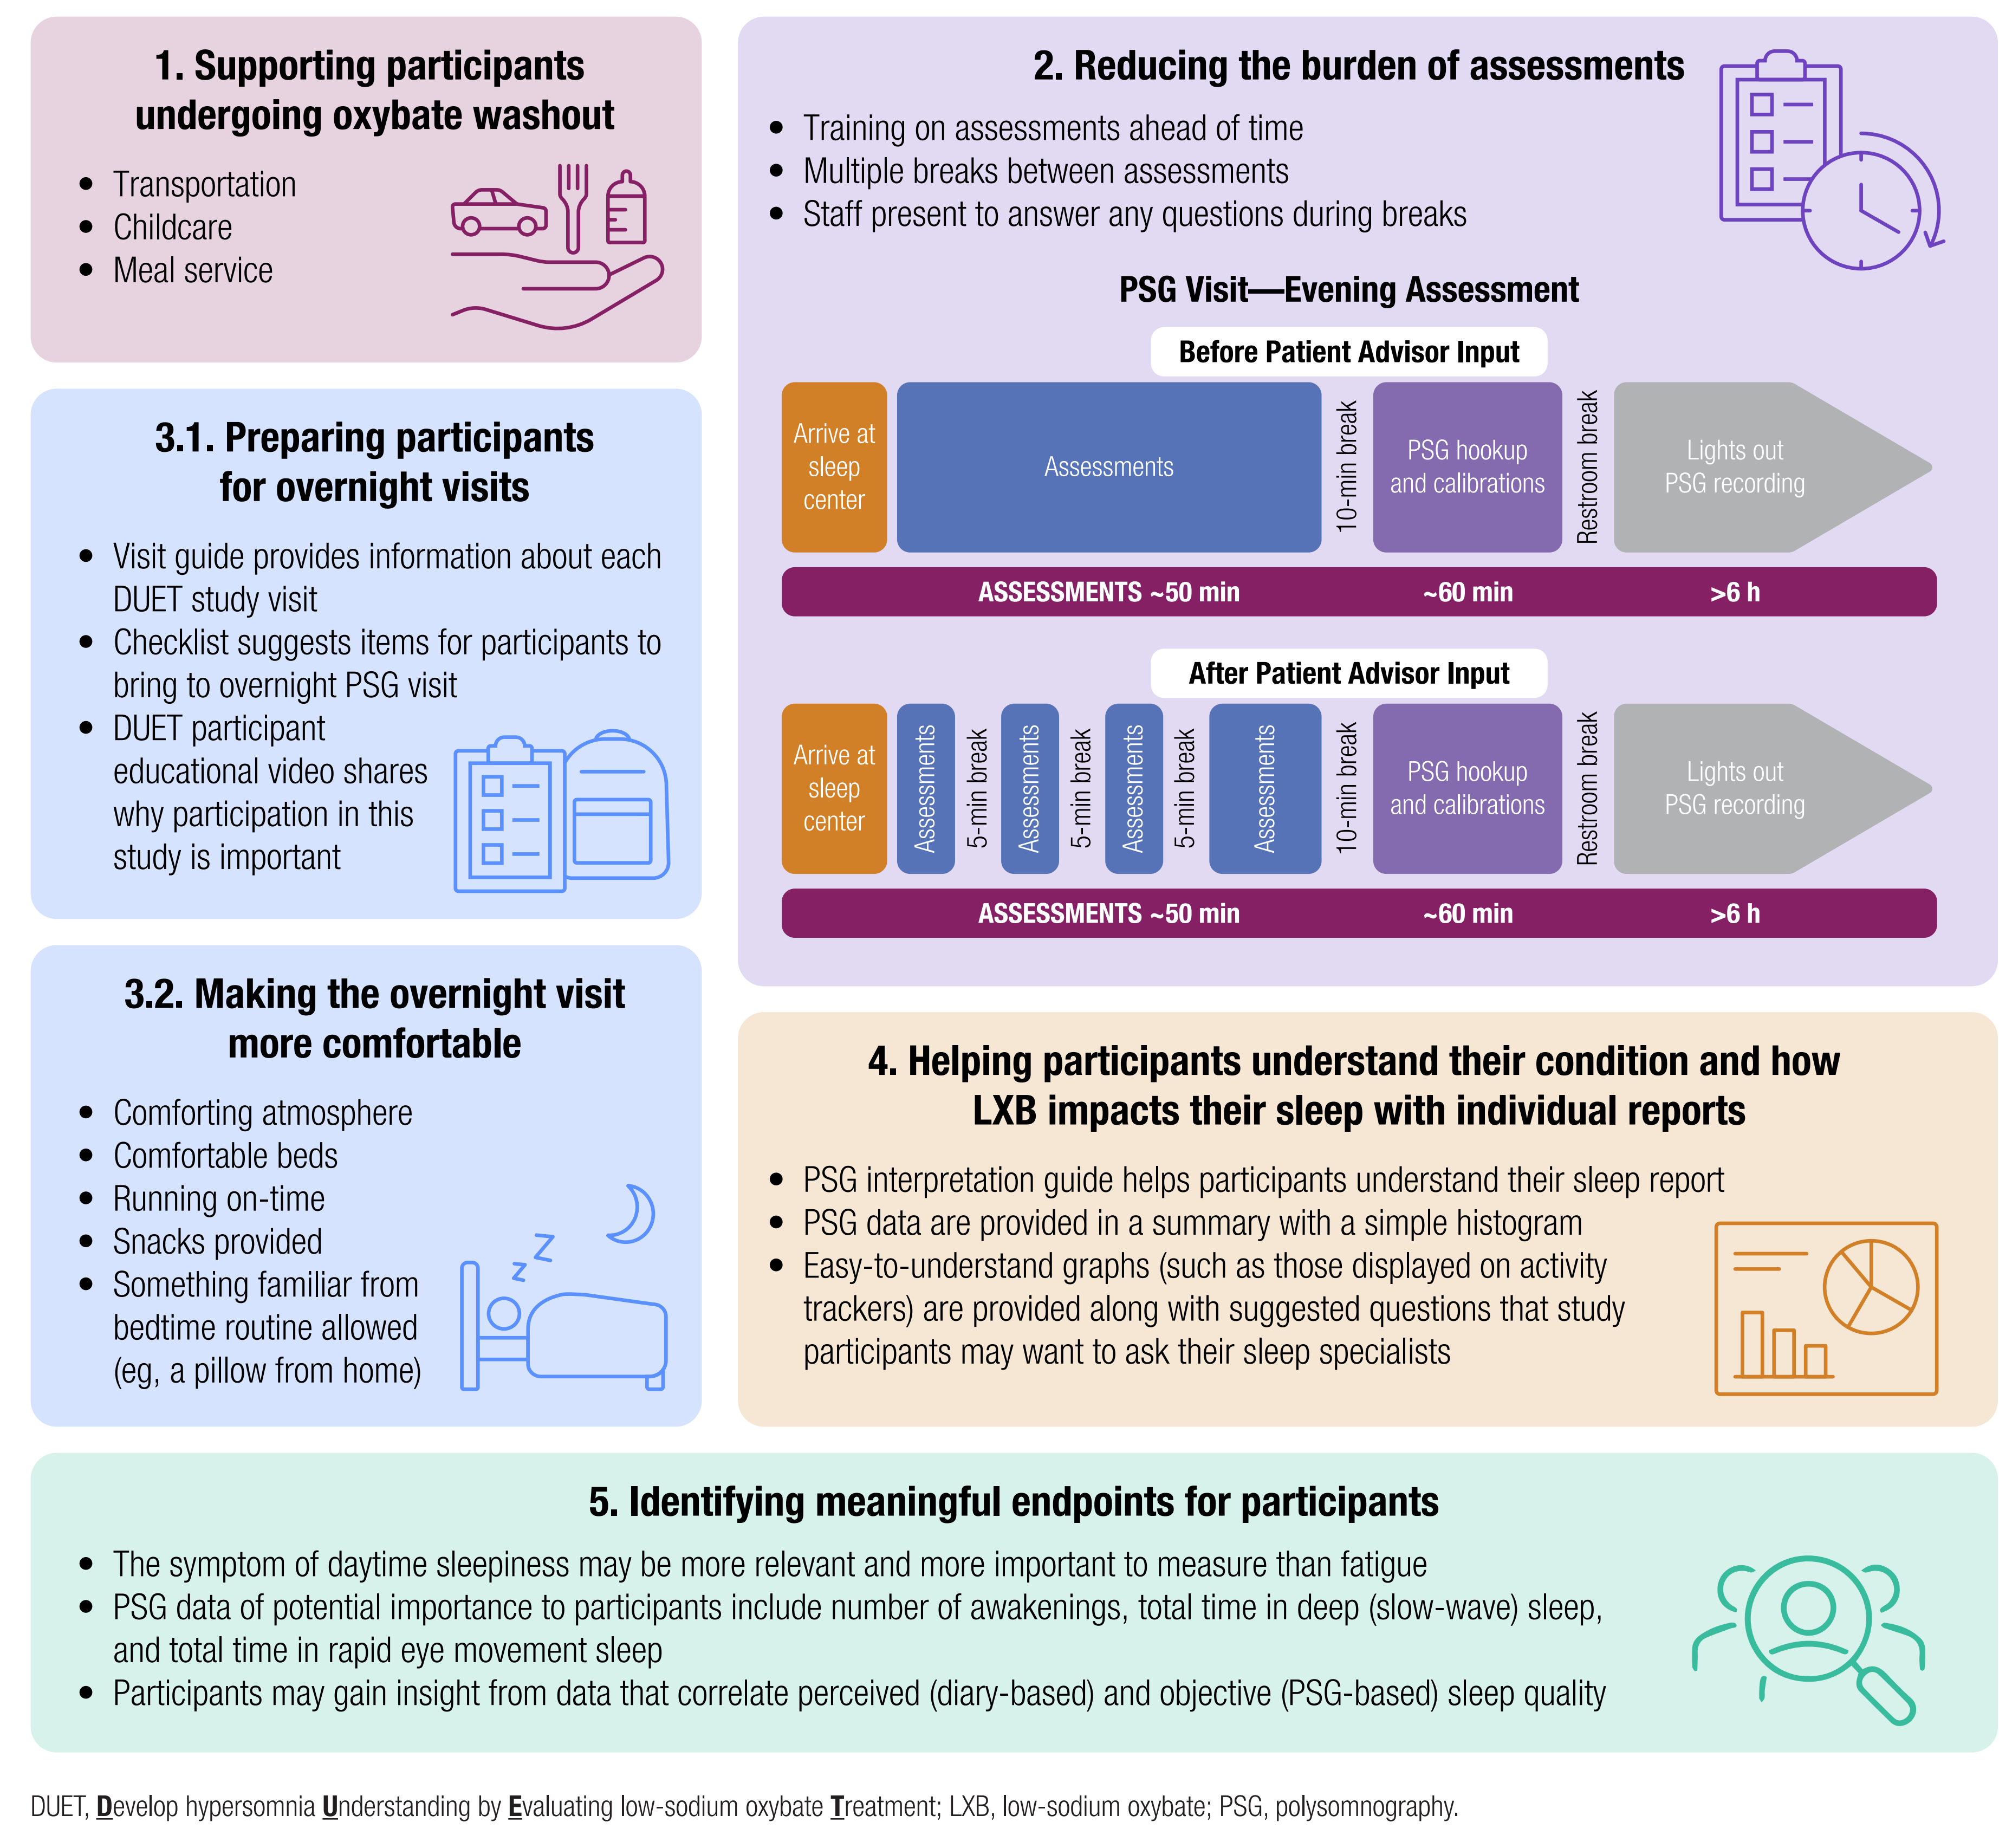 1. Supporting participants
undergoing oxybate washout
• Transportation
• Childcare
• Meal service
2. Reducing the burden of assessments
• Training on assessments ahead of time
• Multiple breaks between assessments
• Staff present to answer any questions during breaks
PSG Visit—Evening Assessment
Before Patient Advisor Input
Arrive at
sleep
center
Assessments
10-min break
PSG hookup
and calibrations
Restroom break
Lights out
PSG recording
ASSESSMENTS ~50 min
~60 min
>6 h
After Patient Advisor Input
Arrive at
sleep
center
Assessments
5-min break
Assessments
5-min break
Assessments
5-min break
Assessments
10-min break
PSG hookup
and calibrations
Restroom break
Lights out
PSG recording
ASSESSMENTS ~50 min
~60 min
>6 h
3.1. Preparing participants
for overnight visits
• Visit guide provides information about each
DUET study visit
• Checklist suggests items for participants to
bring to overnight PSG visit
• DUET participant
educational video shares
why participation in this
study is important
3.2. Making the overnight visit
more comfortable
• Comforting atmosphere
• Comfortable beds
• Running on-time
• Snacks provided
• Something familiar from
bedtime routine allowed
(eg, a pillow from home)
z Z
4. Helping participants understand their condition and how
LXB impacts their sleep with individual reports
• PSG interpretation guide helps participants understand their sleep report
• PSG data are provided in a summary with a simple histogram
• Easy-to-understand graphs (such as those displayed on activity
trackers) are provided along with suggested questions that study
participants may want to ask their sleep specialists
5. Identifying meaningful endpoints for participants
• The symptom of daytime sleepiness may be more relevant and more important to measure than fatigue
• PSG data of potential importance to participants include number of awakenings, total time in deep (slow-wave) sleep,
and total time in rapid eye movement sleep
• Participants may gain insight from data that correlate perceived (diary-based) and objective (PSG-based) sleep quality
DUET, Develop hypersomnia Understanding by Evaluating low-sodium oxybate Treatment; LXB, low-sodium oxybate; PSG, polysomnography.